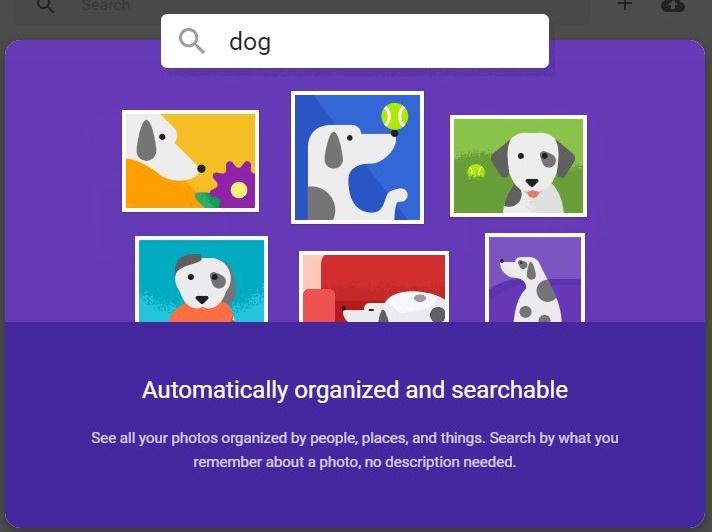 Search
dog
Automatically organized and searchable
See all your photos organized by people, places, and things. Search by what you
remember about a photo, no description needed.